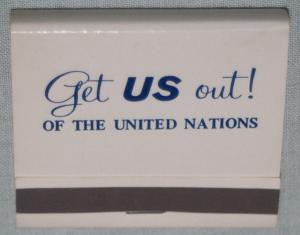 Get US out!
OF THE UNITED NATIONS